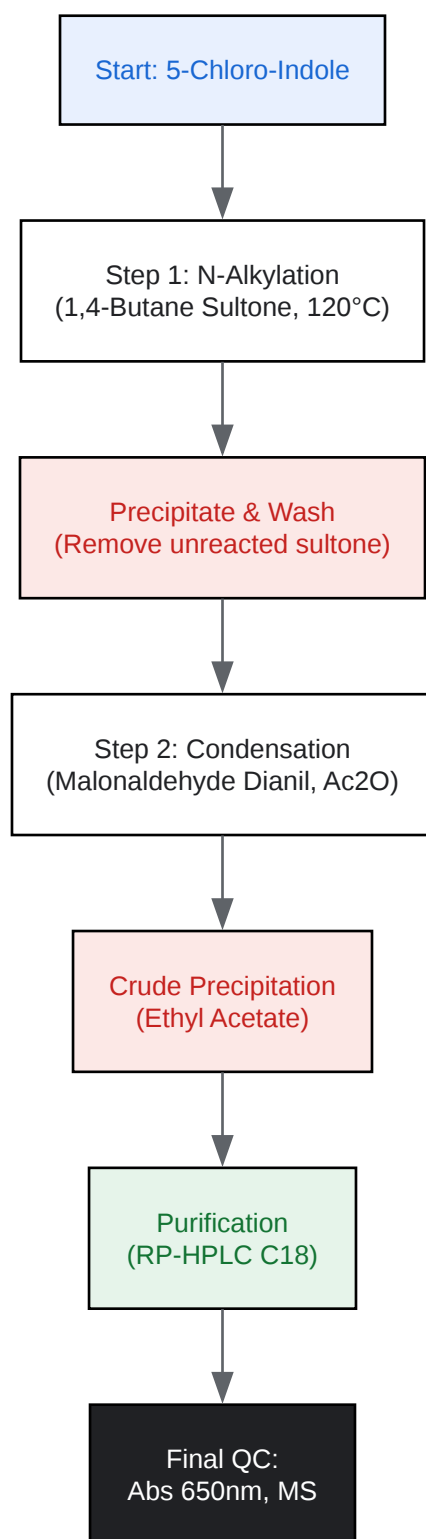 Start: 5-Chloro-Indole
Step 1: N-Alkylation
(1,4-Butane Sultone, 120°C)
Precipitate & Wash
(Remove unreacted sultone)
Step 2: Condensation
(Malonaldehyde Dianil, Ac2O)
Crude Precipitation
(Ethyl Acetate)
Purification
(RP-HPLC C18)
Final QC:
Abs 650nm, MS